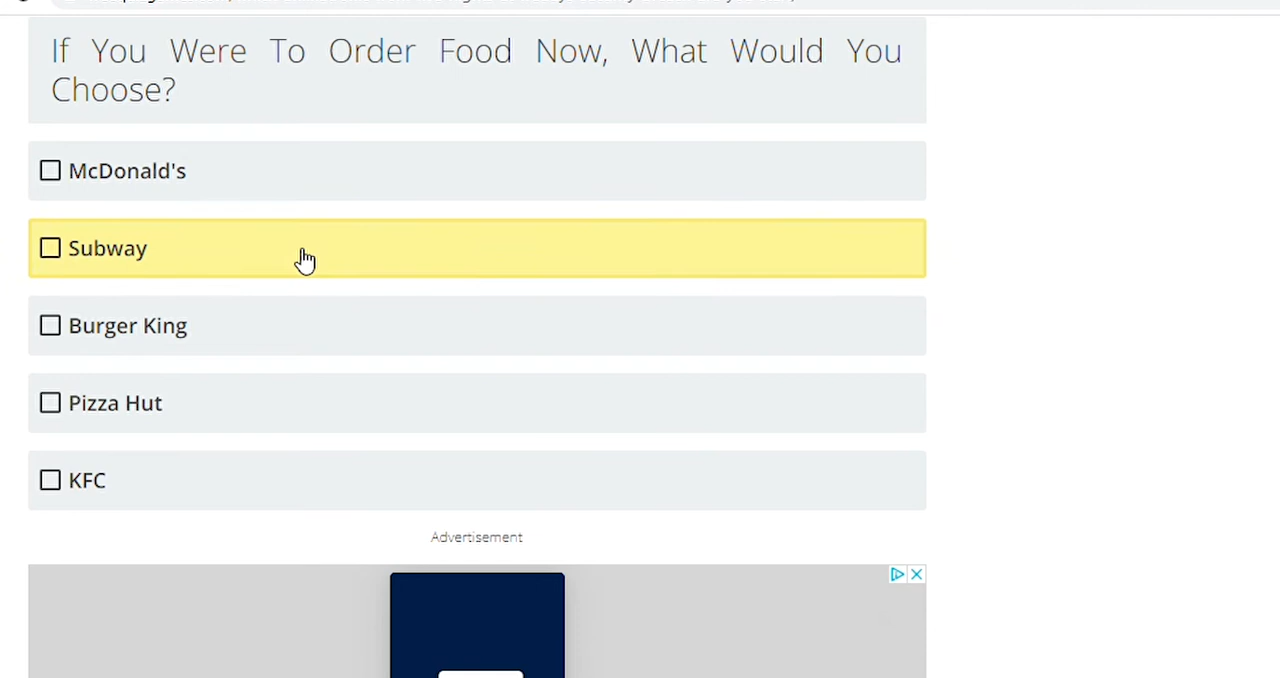 If You Were To Order Food Now, What Would You
Choose?
McDonald's
Subway
Burger King
Pizza Hut
KFC
Advertisement